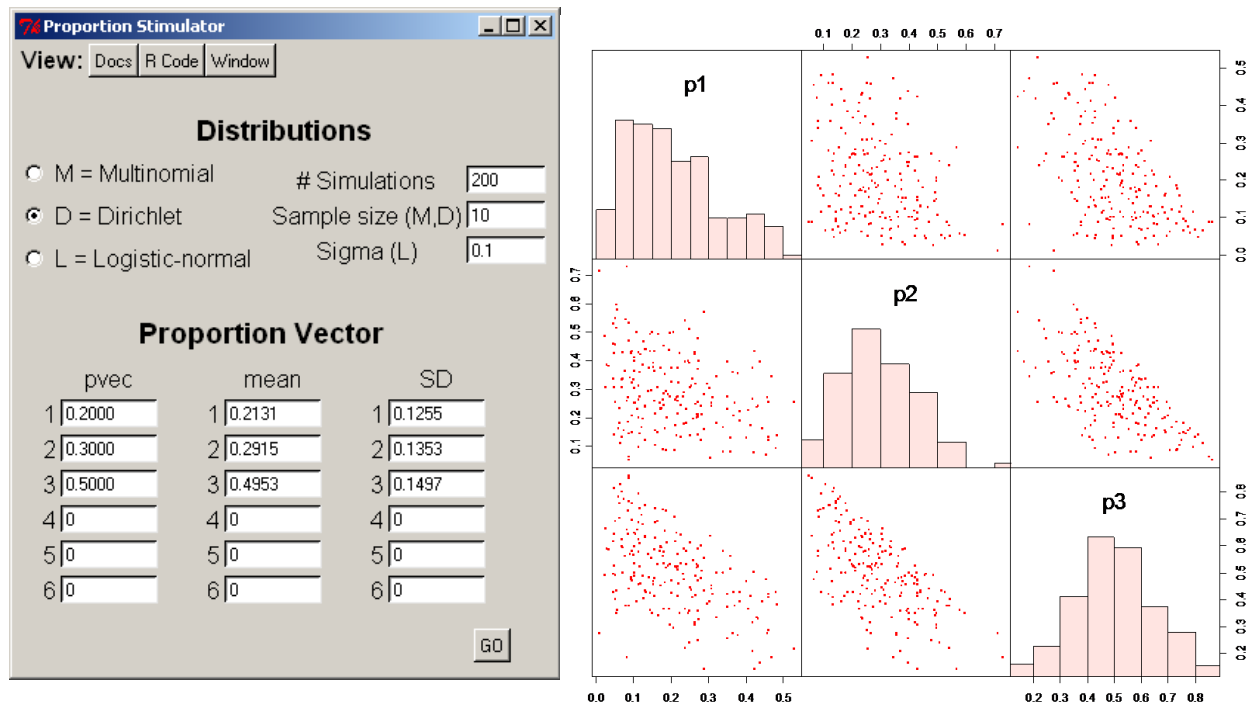 Proportion Stimulator
View: Docs R Code Window
Distributions
M = Multinomial
D = Dirichlet
L = Logistic-normal
# Simulations 200
Sample size (M,D) 10
Sigma (L) 0.1
Proportion Vector
pvec mean SD
1 0.2000 1 0.2131 1 0.1255
2 0.3000 2 0.2915 2 0.1353
3 0.5000 3 0.4953 3 0.1497
4 0 4 0 4 0
5 0 5 0 5 0
6 0 6 0 6 0
GO
0.1 0.2 0.3 0.4 0.5 0.6 0.7
p1
0.5
0.4
0.3
0.2
0.1
0.0
0.7
0.6
0.5
0.4
0.3
0.2
0.1
p2
p3
0.8
0.7
0.6
0.5
0.4
0.3
0.2
0.0 0.1 0.2 0.3 0.4 0.5
0.2 0.3 0.4 0.5 0.6 0.7 0.8